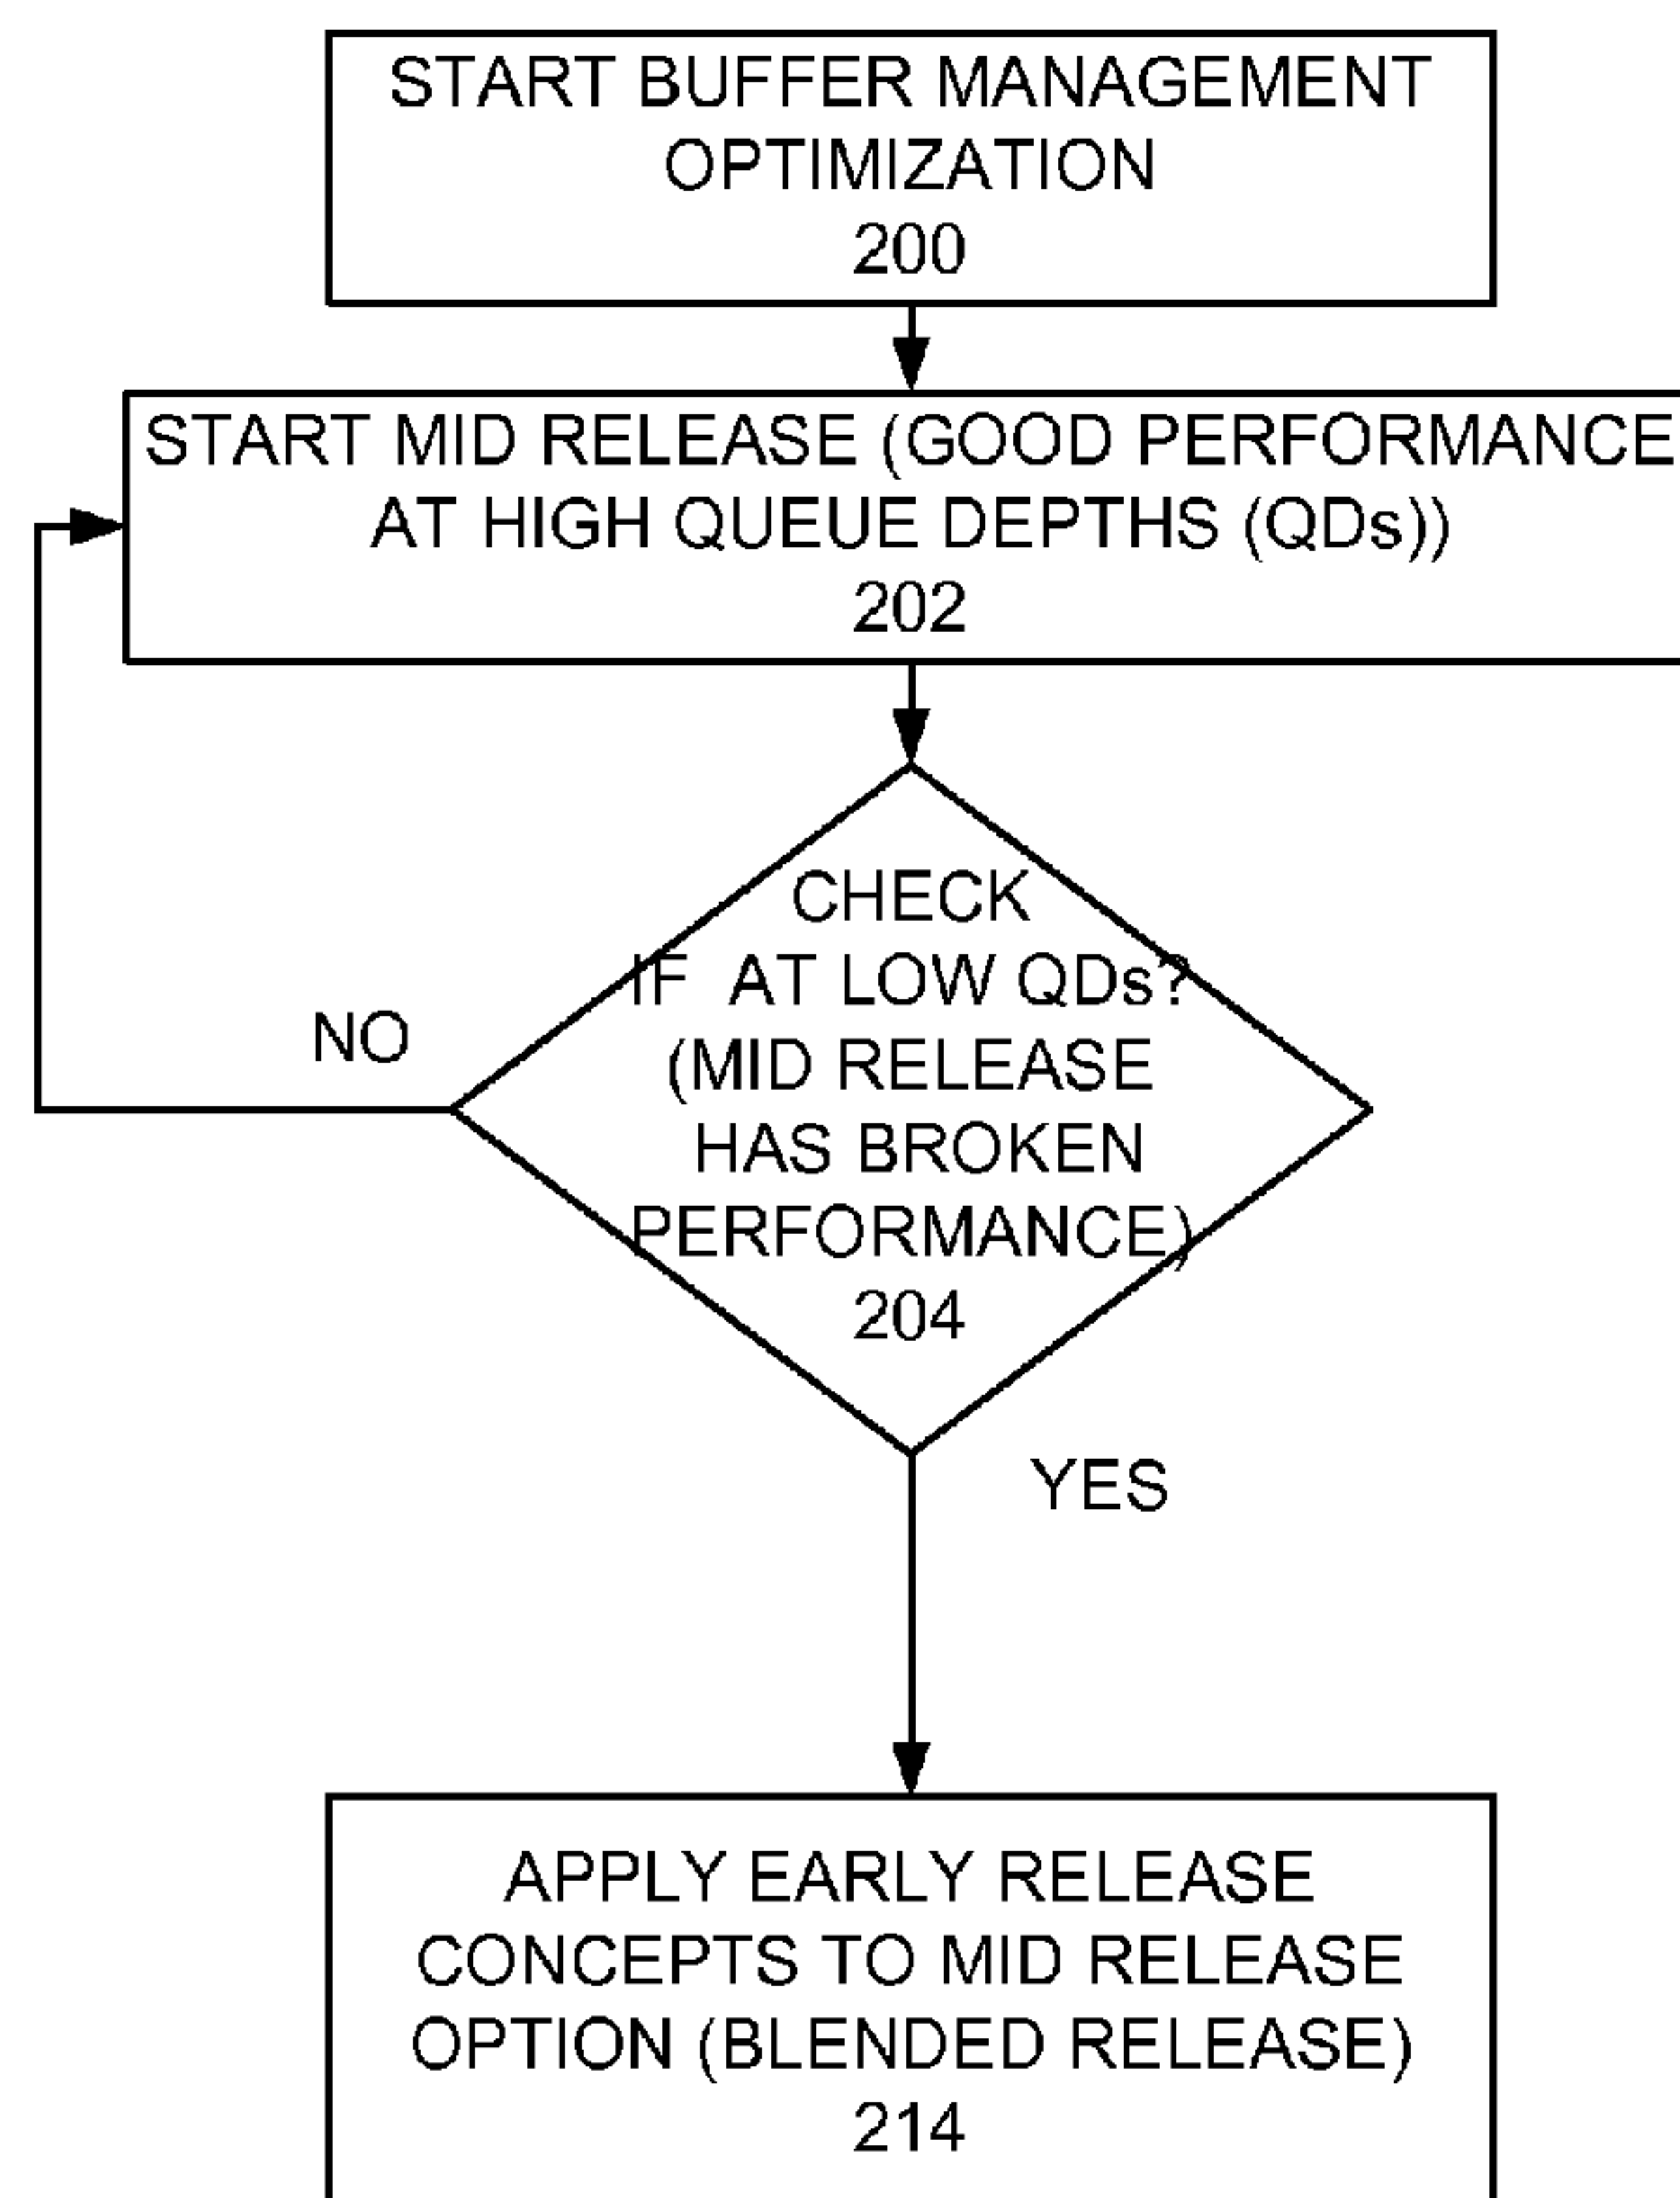 START BUFFER MANAGEMENT
OPTIMIZATION
200
START MID RELEASE (GOOD PERFORMANCE
AT HIGH QUEUE DEPTHS (QDs))
202
CHECK
IF AT LOW QDs?
(MID RELEASE
HAS BROKEN
PERFORMANCE)
204
NO
YES
APPLY EARLY RELEASE
CONCEPTS TO MID RELEASE
OPTION (BLENDED RELEASE)
214